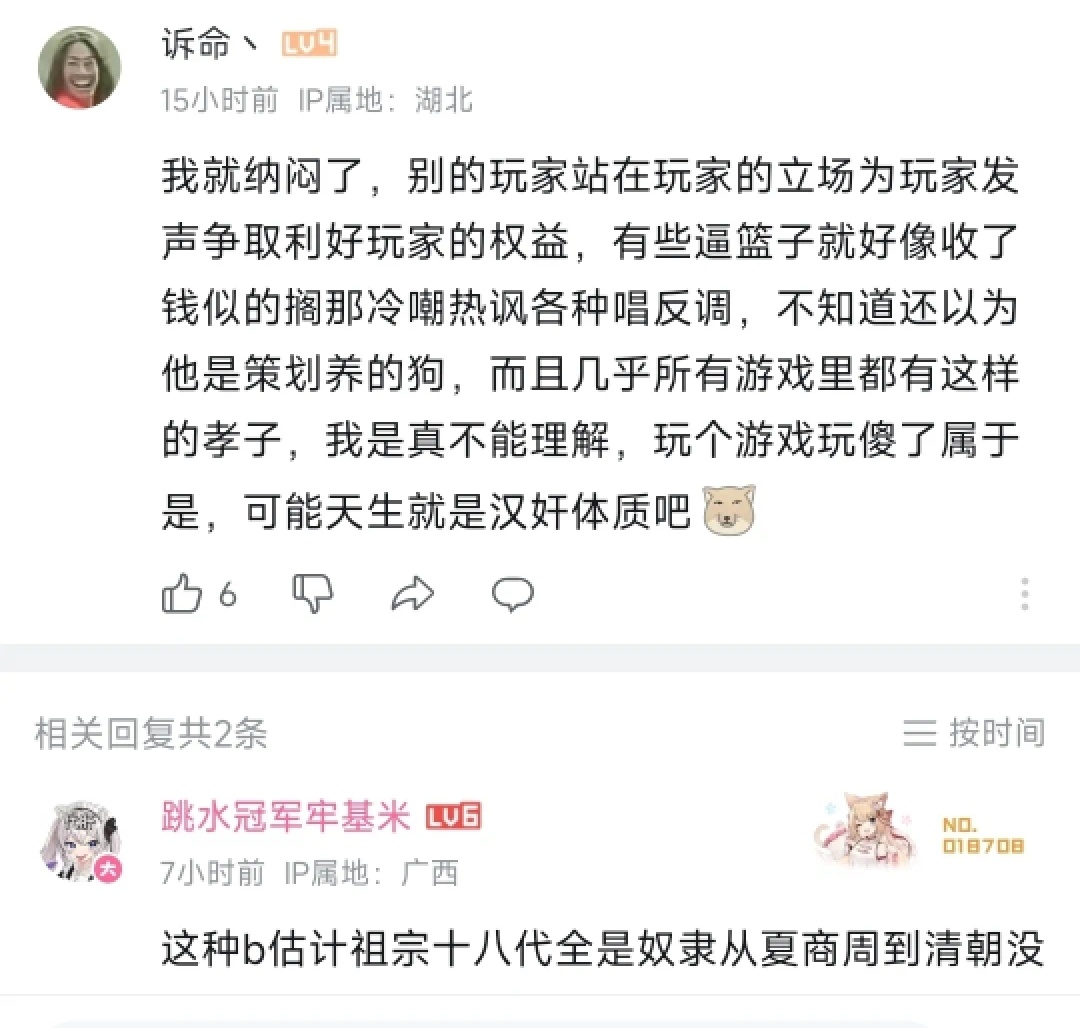 诉命丶 LV4
15小时前 IP属地：湖北
我就纳闷了，别的玩家站在玩家的立场为玩家发
声争取利好玩家的权益，有些逼篮子就好像收了
钱似的搁那冷嘲热讽各种唱反调，不知道还以为
他是策划养的狗，而且几乎所有游戏里都有这样
的孝子，我是真不能理解，玩个游戏玩傻了属于
是，可能天生就是汉奸体质吧
6
相关回复共2条 按时间
跳水冠军牢基米 LV6
NO.
018708
大
7小时前 IP属地：广西
这种b估计祖宗十八代全是奴隶从夏商周到清朝没